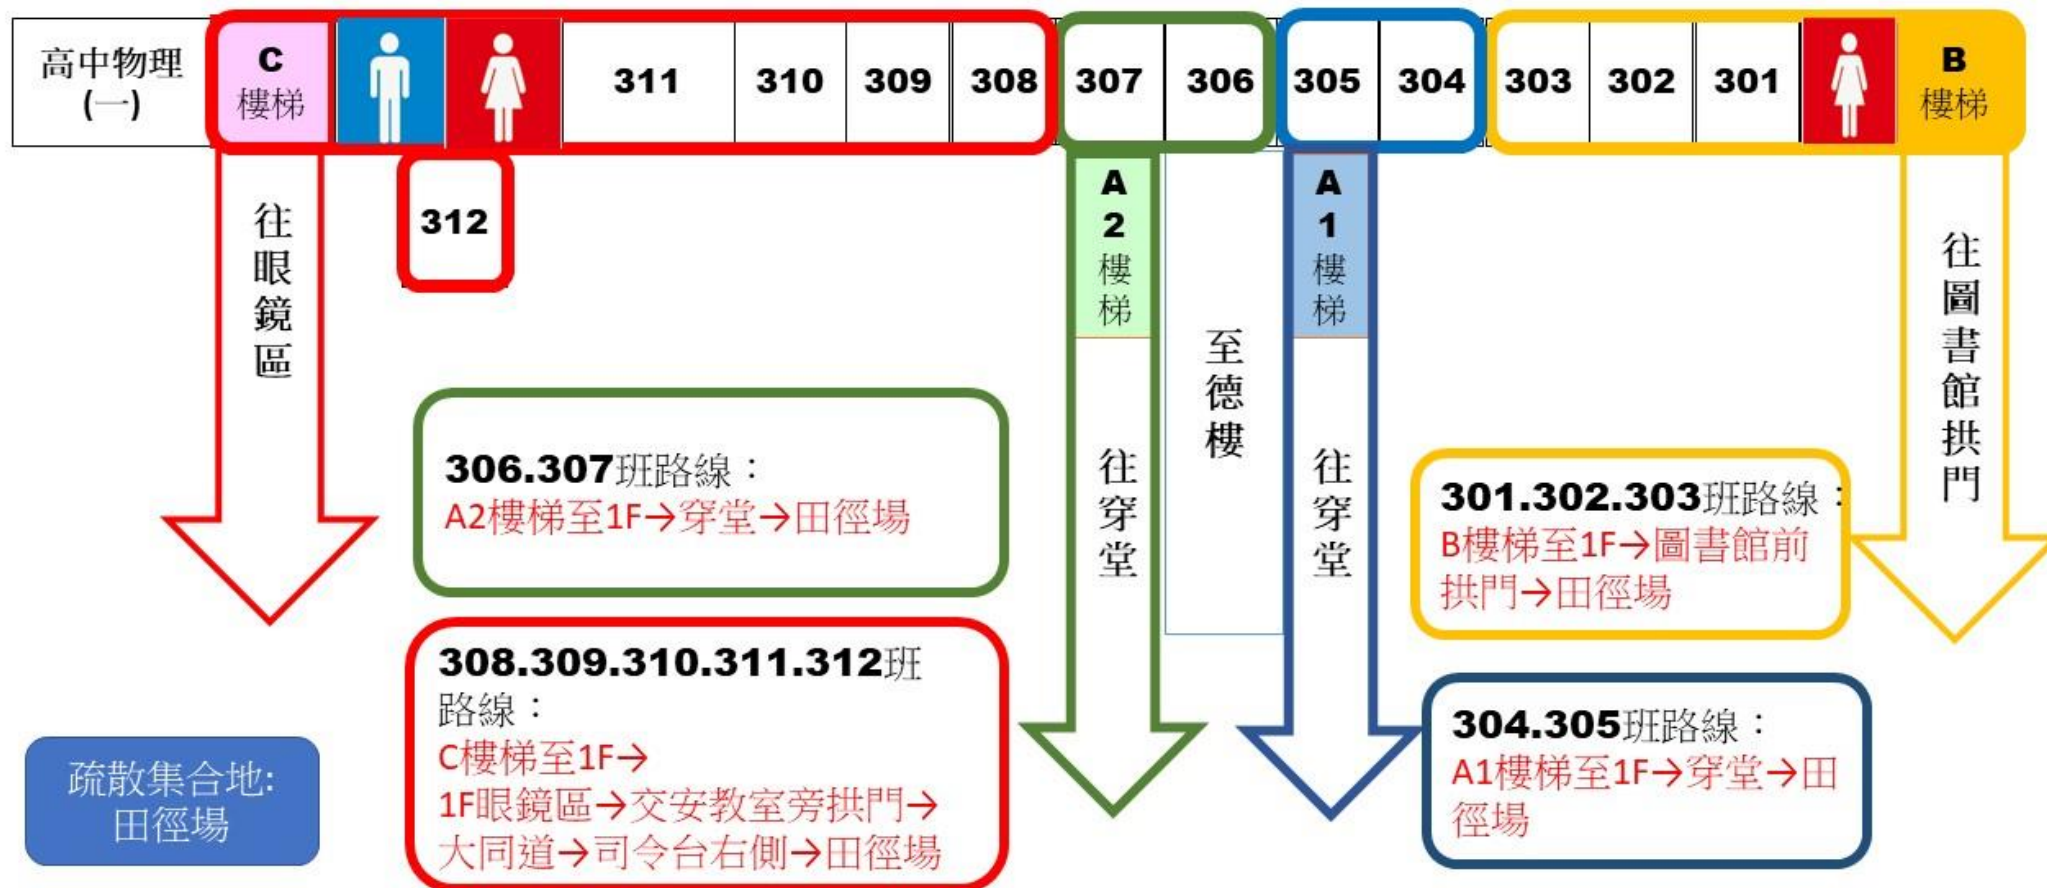 高中物理
(一)
C
樓梯
311
310
309
308
307
306
305
304
303
302
301
B
樓梯
往眼鏡區
312
A
2
樓
梯
往穿堂
至德樓
A
1
樓
梯
往穿堂
往圖書館拱門
306.307班路線：
A2樓梯至1F→穿堂→田徑場
301.302.303班路線：
B樓梯至1F→圖書館前
拱門→田徑場
308.309.310.311.312班
路線：
C樓梯至1F→
1F眼鏡區→交安教室旁拱門→
大同道→司令台右側→田徑場
304.305班路線：
A1樓梯至1F→穿堂→田
徑場
疏散集合地:
田徑場